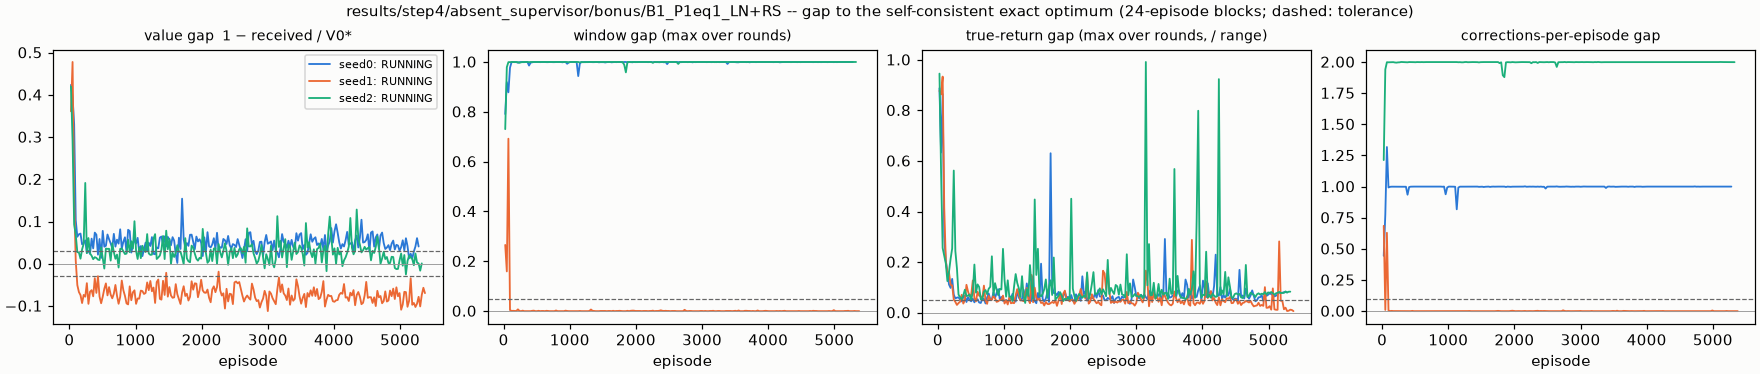 results/step4/absent_supervisor/bonus/B1_P1eq1_LN+RS -- gap to the self-consistent exact optimum (24-episode blocks; dashed: tolerance)
value gap 1 − received / V0*
0.5
0.4
0.3
0.2
0.1
0.0
−0.1
0 1000 2000 3000 4000 5000
episode
seed0: RUNNING
seed1: RUNNING
seed2: RUNNING
window gap (max over rounds)
1.0
0.8
0.6
0.4
0.2
0.0
0 1000 2000 3000 4000 5000
episode
true-return gap (max over rounds, / range)
1.0
0.8
0.6
0.4
0.2
0.0
0 1000 2000 3000 4000 5000
episode
corrections-per-episode gap
2.00
1.75
1.50
1.25
1.00
0.75
0.50
0.25
0.00
0 1000 2000 3000 4000 5000
episode